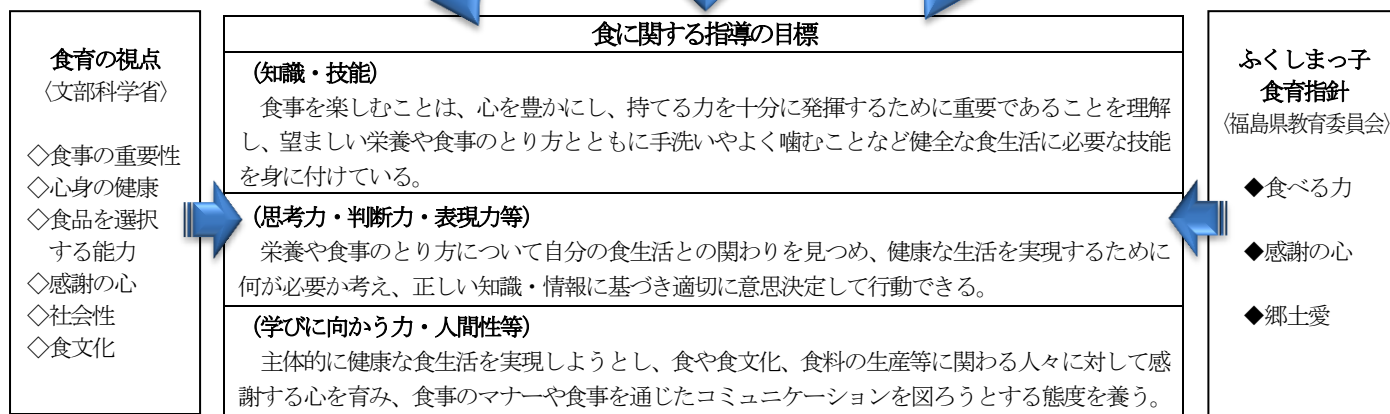 食育の視点
〈文部科学省〉
◇食事の重要性
◇心身の健康
◇食品を選択
する能力
◇感謝の心
◇社会性
◇食文化
食に関する指導の目標
(知識・技能)
食事を楽しむことは、心を豊かにし、持てる力を十分に発揮するために重要であることを理解
し、望ましい栄養や食事のとり方とともに手洗いやよく噛むことなど健全な食生活に必要な技能
を身に付けている。
(思考力・判断力・表現力等)
栄養や食事のとり方について自分の食生活との関わりを見つめ、健康な生活を実現するために
何が必要か考え、正しい知識・情報に基づき適切に意思決定して行動できる。
(学びに向かう力・人間性等)
主体的に健康な食生活を実現しようとし、食や食文化、食料の生産等に関わる人々に対して感
謝する心を育み、食事のマナーや食事を通じたコミュニケーションを図ろうとする態度を養う。
ふくしまっ子
食育指針
〈福島県教育委員会〉
◆食べる力
◆感謝の心
◆郷土愛